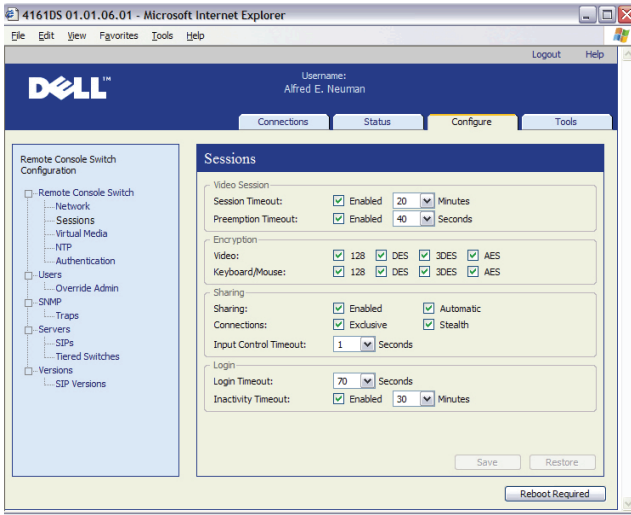 4161DS 01.01.06.01 - Microsoft Internet Explorer
File Edit View Favorites Tools Help
Logout Help
DELL™
Username:
Alfred E. Neuman
Connections Status Configure Tools
Remote Console Switch
Configuration
Remote Console Switch
Network
Sessions
Virtual Media
NTP
Authentication
Users
Override Admin
SNMP
Traps
Servers
SIPs
Tiered Switches
Versions
SIP Versions
Sessions
Video Session
Session Timeout: Enabled 20 Minutes
Preemption Timeout: Enabled 40 Seconds
Encryption
Video: 128 DES 3DES AES
Keyboard/Mouse: 128 DES 3DES AES
Sharing
Sharing: Enabled Automatic
Connections: Exclusive Stealth
Input Control Timeout: 1 Seconds
Login
Login Timeout: 70 Seconds
Inactivity Timeout: Enabled 30 Minutes
Save Restore
Reboot Required